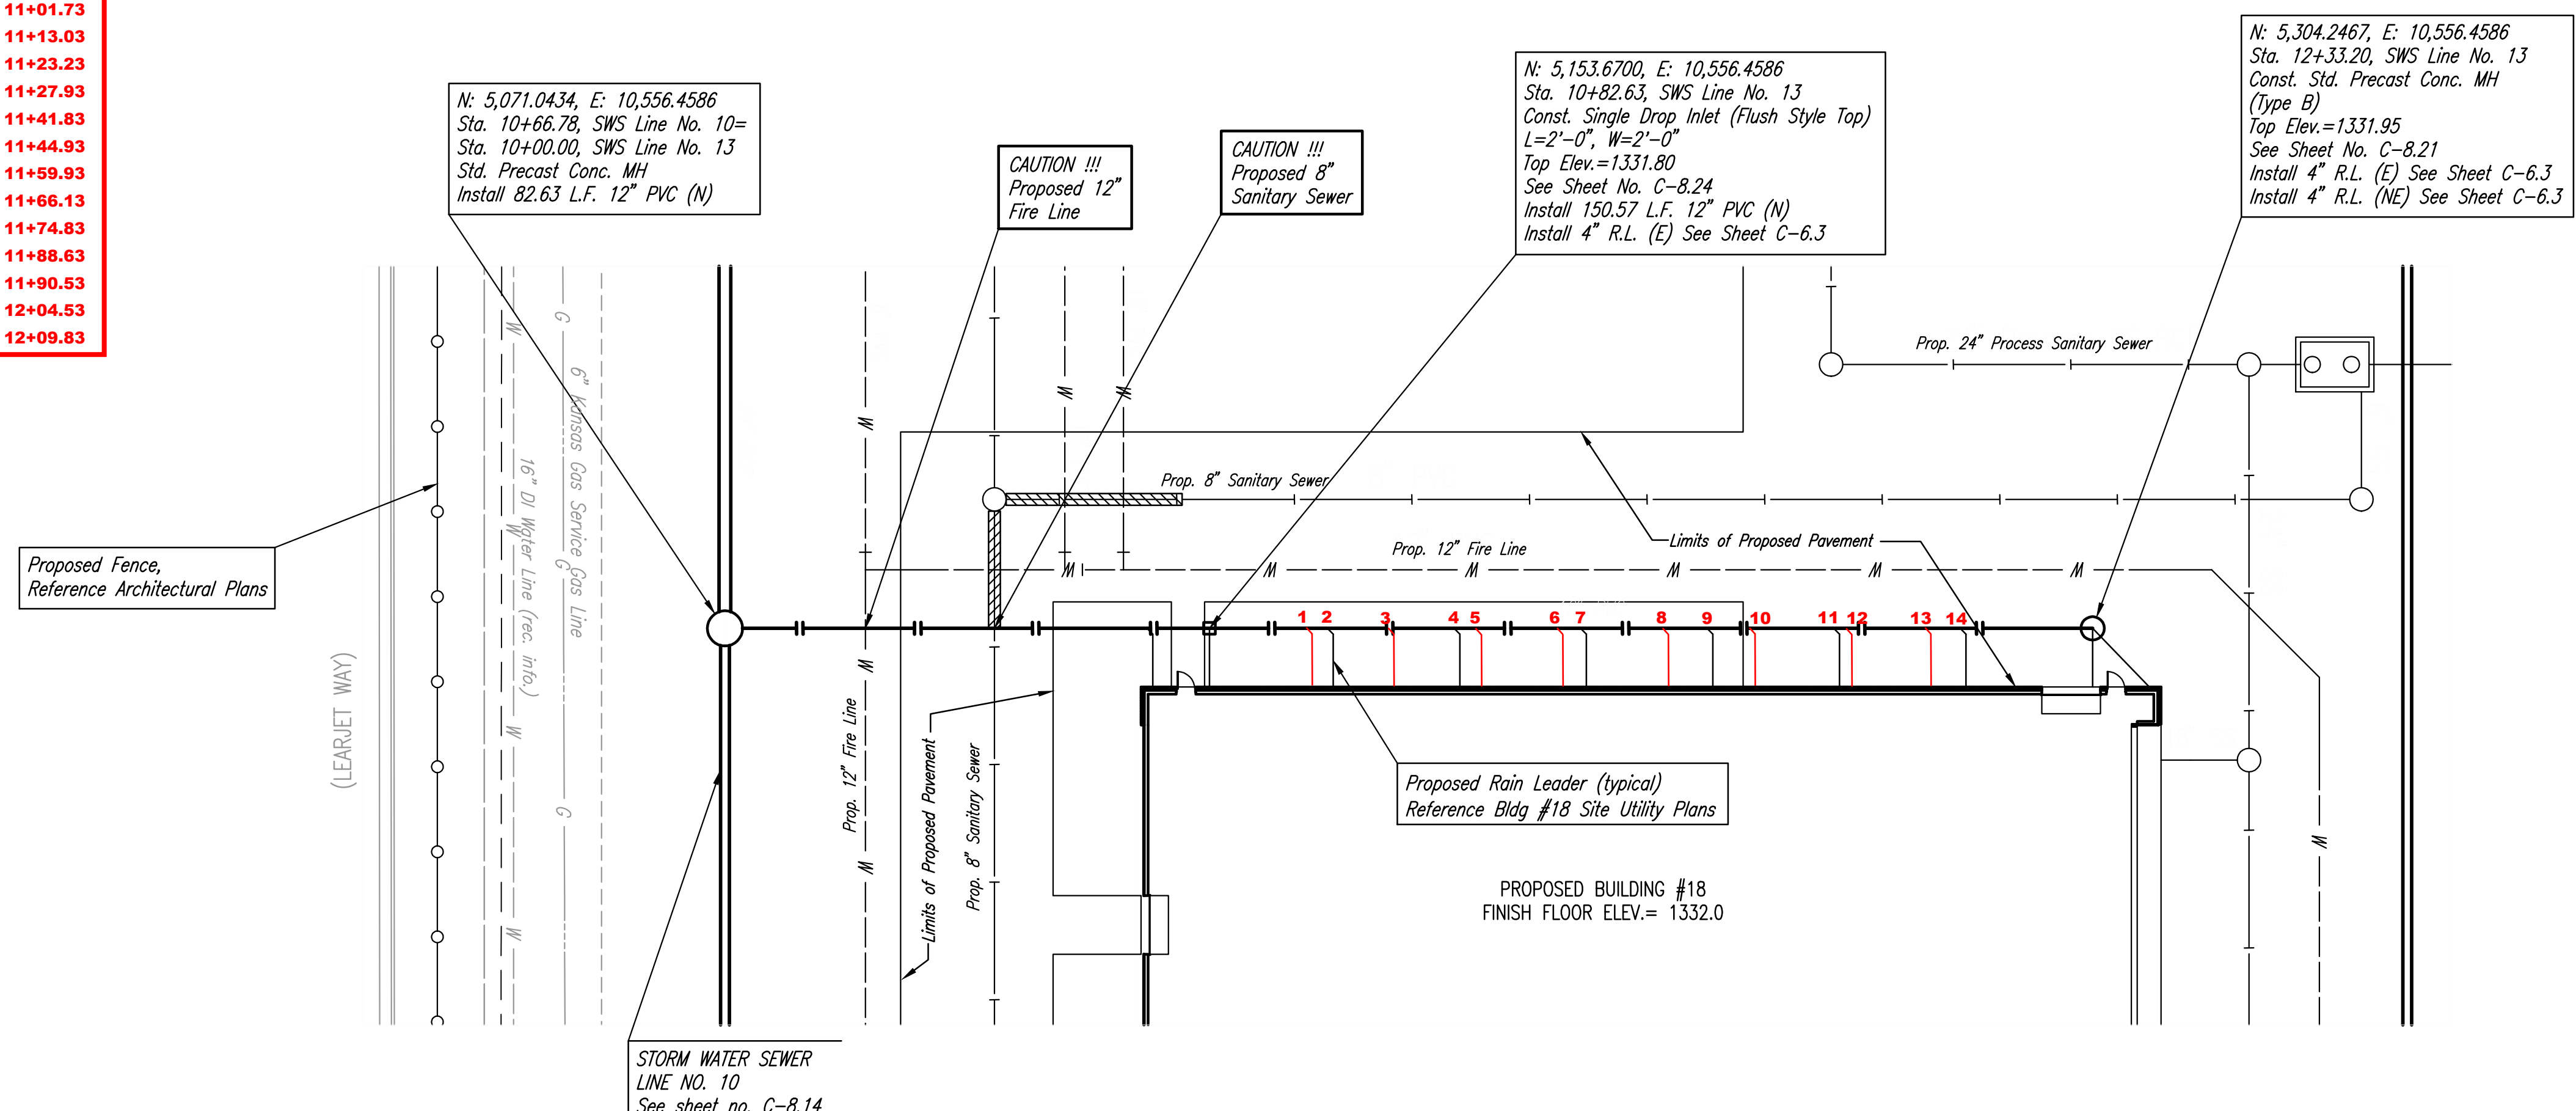 11+01.73
11+13.03
11+23.23
11+27.93
11+41.83
11+44.93
11+59.93
11+66.13
11+74.83
11+88.63
11+90.53
12+04.53
12+09.83
N: 5,071.0434, E: 10,556.4586
Sta. 10+66.78, SWS Line No. 10=
Sta. 10+00.00, SWS Line No. 13
Std. Precast Conc. MH
Install 82.63 L.F. 12" PVC (N)
CAUTION !!!
Proposed 12"
Fire Line
CAUTION !!!
Proposed 8"
Sanitary Sewer
N: 5,153.6700, E: 10,556.4586
Sta. 10+82.63, SWS Line No. 13
Const. Single Drop Inlet (Flush Style Top)
L=2'-0", W=2'-0"
Top Elev.=1331.80
See Sheet No. C-8.24
Install 150.57 L.F. 12" PVC (N)
Install 4" R.L. (E) See Sheet C-6.3
N: 5,304.2467, E: 10,556.4586
Sta. 12+33.20, SWS Line No. 13
Const. Std. Precast Conc. MH
(Type B)
Top Elev.=1331.95
See Sheet No. C-8.21
Install 4" R.L. (E) See Sheet C-6.3
Install 4" R.L. (NE) See Sheet C-6.3
Prop. 24" Process Sanitary Sewer
W
G
6" Kansas Gas Service Gas Line
W
W
W
16" DI Water Line (rec. info.)
W
G
Prop. 8" Sanitary Sewer
Proposed Fence,
Reference Architectural Plans
Prop. 12" Fire Line
Limits of Proposed Pavement
W W W W W W
1 2 3 4 5 6 7 8 9 10 11 12 13 14
(LEARJET WAY)
W
W
G
W
Prop. 12" Fire Line
W
Limits of Proposed Pavement
Prop. 8" Sanitary Sewer
Proposed Rain Leader (typical)
Reference Bldg #18 Site Utility Plans
W
PROPOSED BUILDING #18
FINISH FLOOR ELEV.= 1332.0
STORM WATER SEWER
LINE NO. 10
See sheet no. C-8.14